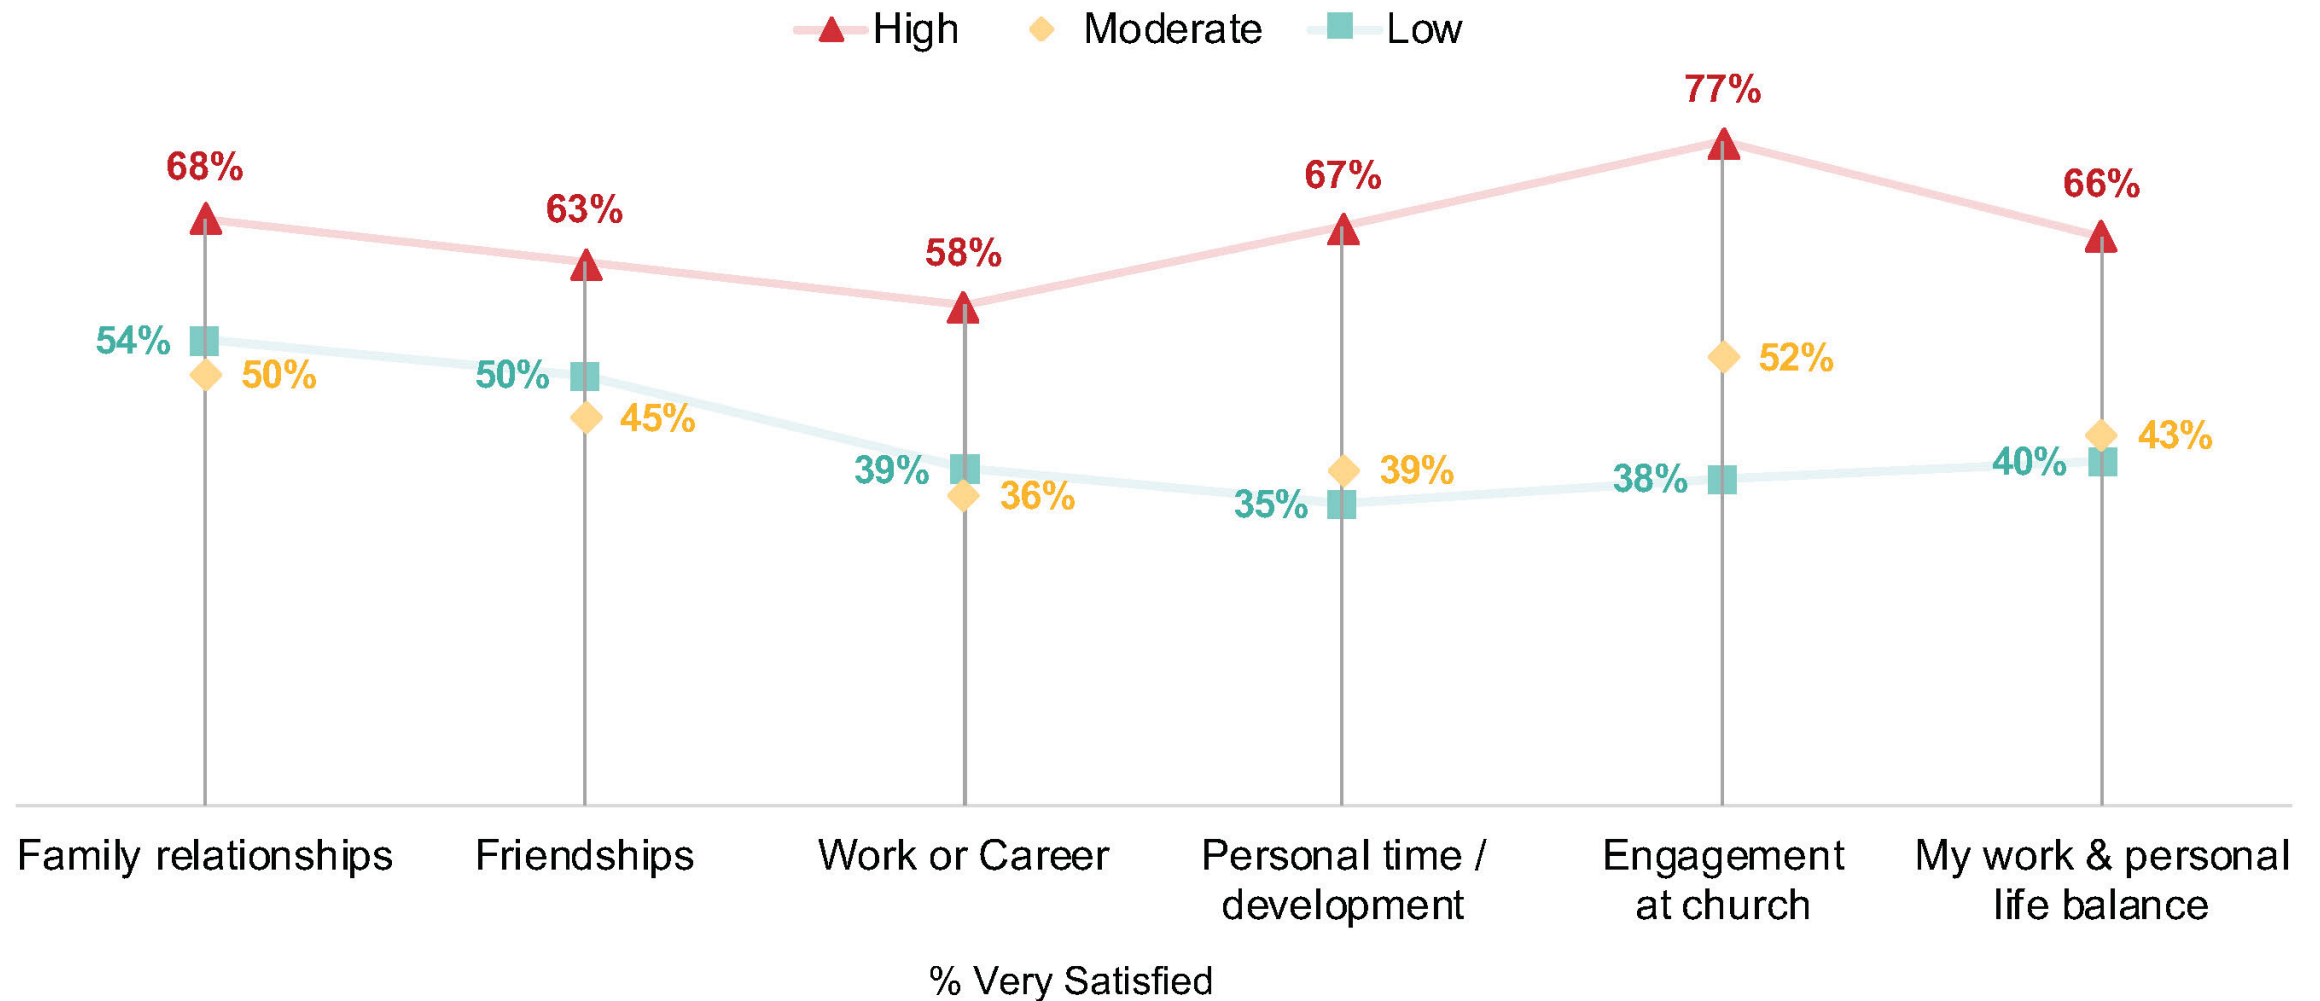 High Moderate Low
77%
68%
67%
66%
63%
58%
54%
50%
50%
45%
52%
39%
36%
39%
35%
38%
43%
40%
Family relationships
Friendships
Work or Career
Personal time /
development
Engagement
at church
My work & personal
life balance
% Very Satisfied